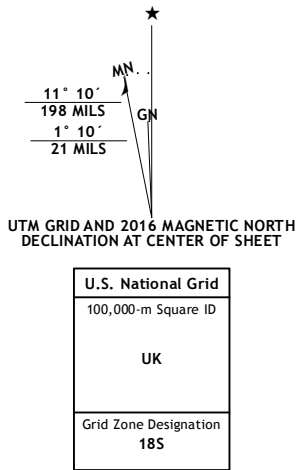 ★
MN
GN
11° 10´
198 MILS
1° 10´
21 MILS
UTM GRID AND 2016 MAGNETIC NORTH
DECLINATION AT CENTER OF SHEET
U.S. National Grid
100,000-m Square ID
UK
Grid Zone Designation
18S